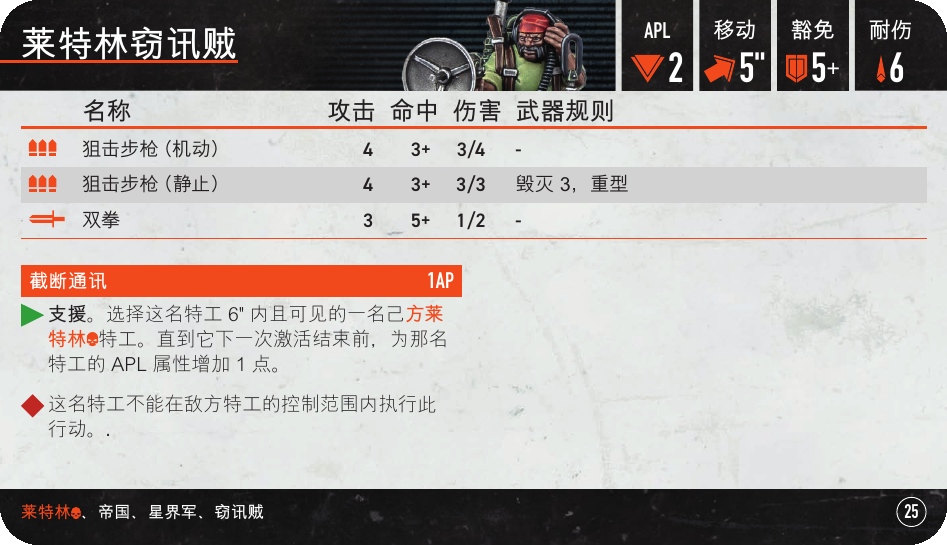 莱特林窃讯贼
APL 移动 豁免 耐伤
2 5" 5+ 6
名称 攻击 命中 伤害 武器规则
狙击步枪（机动） 4 3+ 3/4 -
狙击步枪（静止） 4 3+ 3/3 毁灭 3，重型
双拳 3 5+ 1/2 -
截断通讯 1AP
支援。选择这名特工 6" 内且可见的一名己方莱
特林特工。直到它下一次激活结束前，为那名
特工的 APL 属性增加 1 点。
这名特工不能在敌方特工的控制范围内执行此
行动。.
莱特林、帝国、星界军、窃讯贼
25